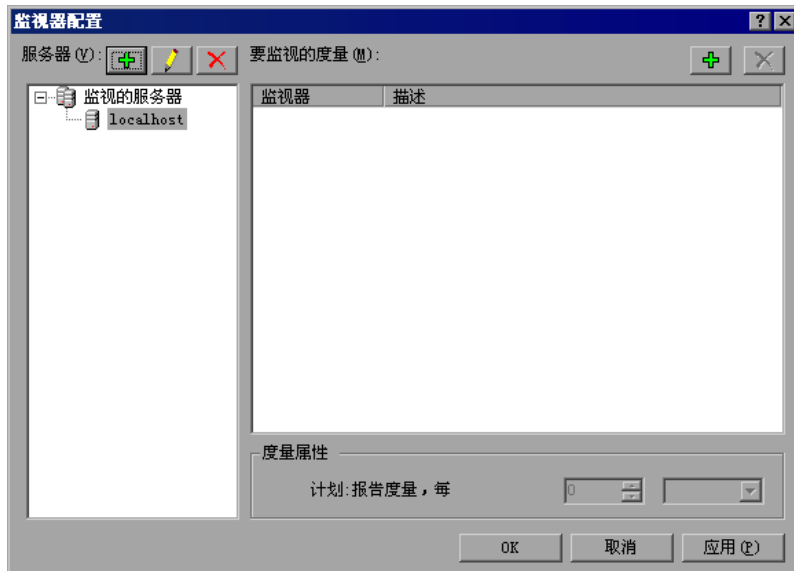 监视器配置
服务器(V):
要监视的度量(M):
监视的服务器
localhost
监视器 描述
度量属性
计划:报告度量，每
0
OK 取消 应用(P)